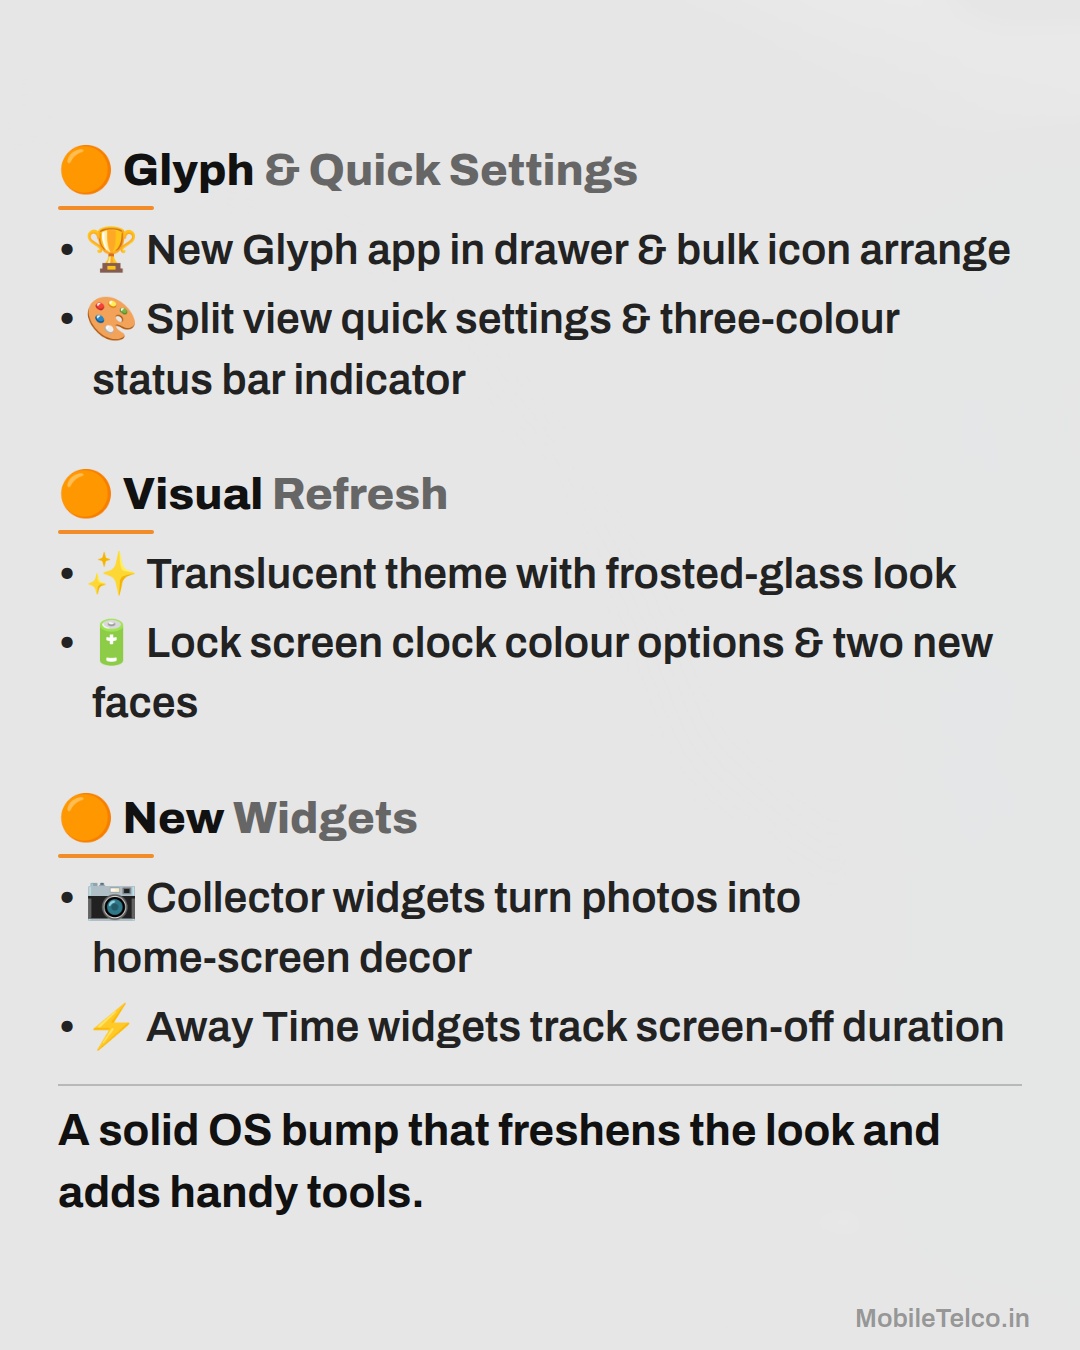 🟠 Glyph & Quick Settings
• 🏆 New Glyph app in drawer & bulk icon arrange
• 🎨 Split view quick settings & three-colour
status bar indicator
🟠 Visual Refresh
• ✨ Translucent theme with frosted-glass look
• 🔋 Lock screen clock colour options & two new
faces
🟠 New Widgets
• 📷 Collector widgets turn photos into
home-screen decor
• ⚡ Away Time widgets track screen-off duration
A solid OS bump that freshens the look and
adds handy tools.
MobileTelco.in